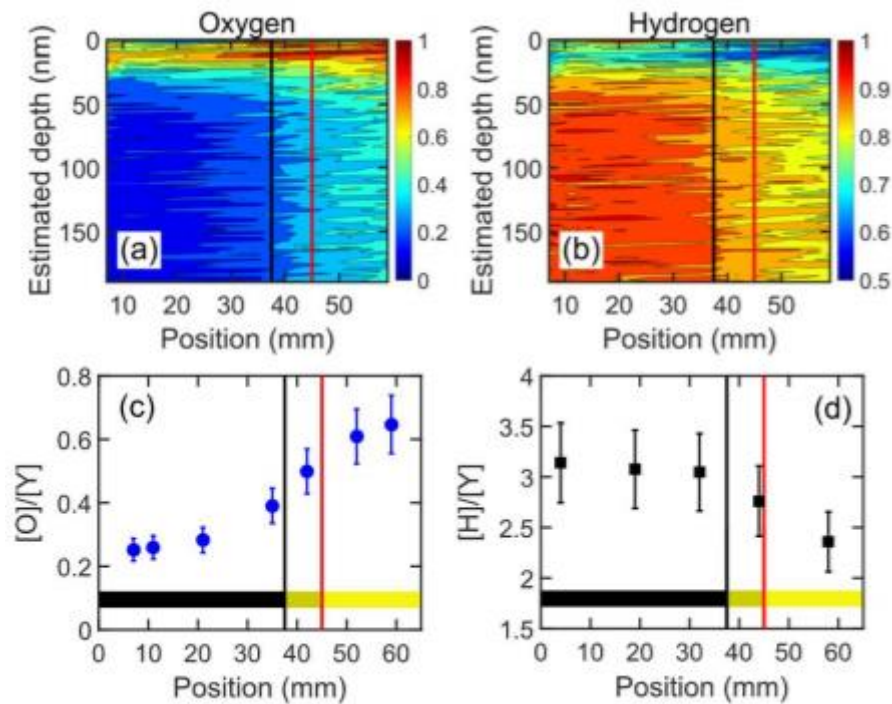 Oxygen
Hydrogen
Estimated depth (nm)
0
50
100
150
(a)
10 20 30 40 50
Position (mm)
1
0.8
0.6
0.4
0.2
0
Estimated depth (nm)
0
50
100
150
(b)
10 20 30 40 50
Position (mm)
1
0.9
0.8
0.7
0.6
0.5
[O]/[Y]
0.8
0.6
0.4
0.2
0
(c)
0 10 20 30 40 50 60
Position (mm)
[H]/[Y]
4
3.5
3
2.5
2
1.5
(d)
0 10 20 30 40 50 60
Position (mm)